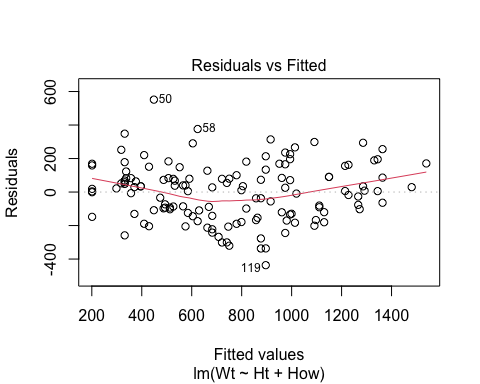 Residuals vs Fitted
600
200
0
-400
Residuals
50
58
119
200 400 600 800 1000 1200 1400
Fitted values
lm(Wt ~ Ht + How)